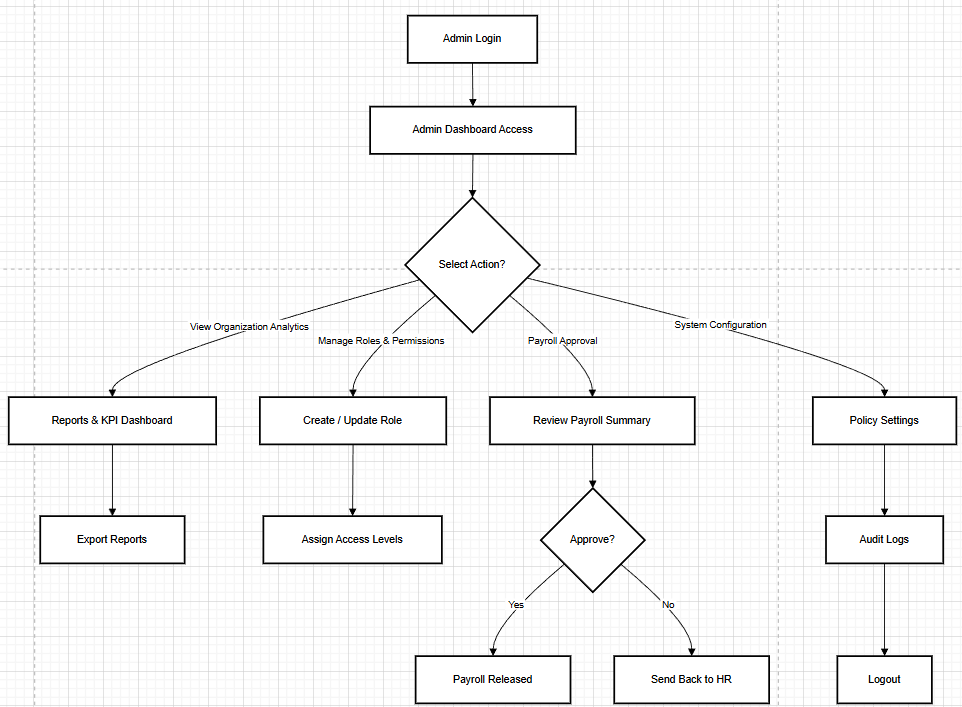 Admin Login
Admin Dashboard Access
Select Action?
View Organization Analytics
Manage Roles & Permissions
Payroll Approval
System Configuration
Reports & KPI Dashboard
Create / Update Role
Review Payroll Summary
Policy Settings
Export Reports
Assign Access Levels
Approve?
Audit Logs
Yes
No
Payroll Released
Send Back to HR
Logout